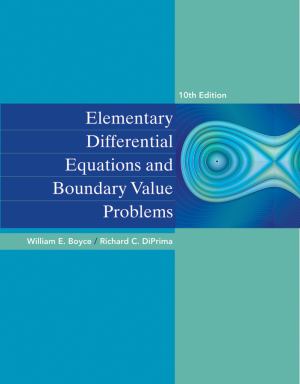 10th Edition
Elementary
Differential
Equations and
Boundary Value
Problems
William E. Boyce / Richard C. DiPrima